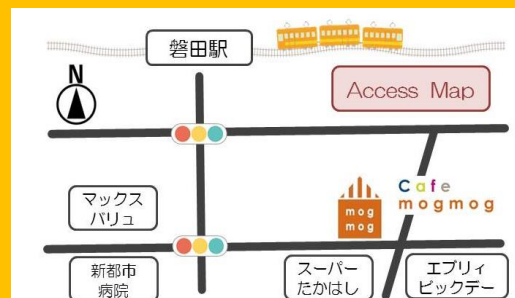 磐田駅
N
Access Map
マックス
バリュ
mog
mog
Cafe
mogmog
新都市
病院
スーパー
たかはし
エブリィ
ビックデー